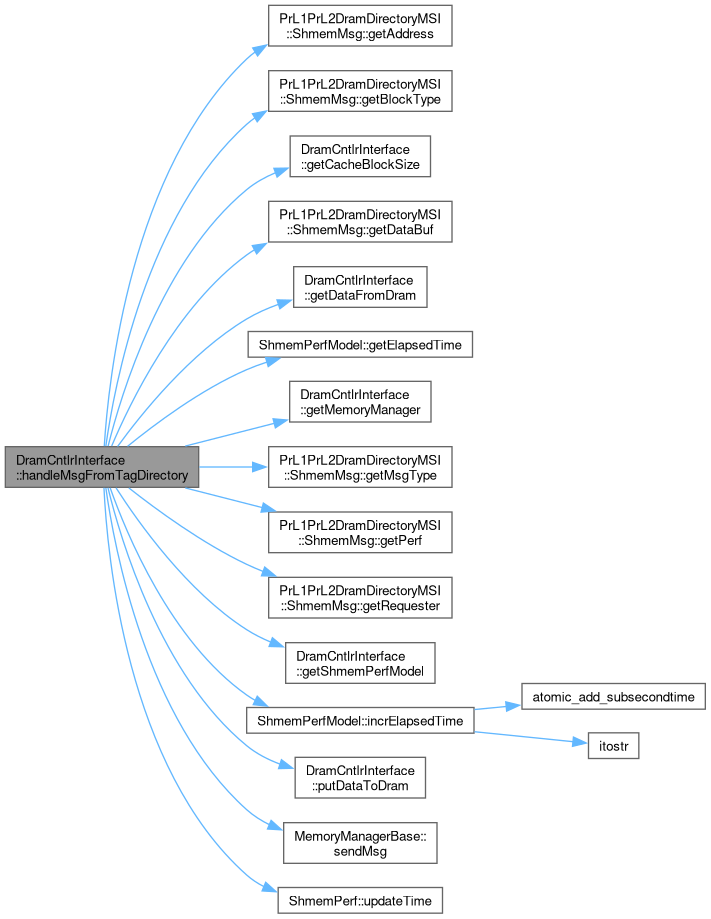 PrL1PrL2DramDirectoryMSI
::ShmemMsg::getAddress
PrL1PrL2DramDirectoryMSI
::ShmemMsg::getBlockType
DramCntlrInterface
::getCacheBlockSize
PrL1PrL2DramDirectoryMSI
::ShmemMsg::getDataBuf
DramCntlrInterface
::getDataFromDram
ShmemPerfModel::getElapsedTime
DramCntlrInterface
::getMemoryManager
DramCntlrInterface
::handleMsgFromTagDirectory
PrL1PrL2DramDirectoryMSI
::ShmemMsg::getMsgType
PrL1PrL2DramDirectoryMSI
::ShmemMsg::getPerf
PrL1PrL2DramDirectoryMSI
::ShmemMsg::getRequester
DramCntlrInterface
::getShmemPerfModel
ShmemPerfModel::incrElapsedTime
atomic_add_subsecondtime
itostr
DramCntlrInterface
::putDataToDram
MemoryManagerBase::
sendMsg
ShmemPerf::updateTime